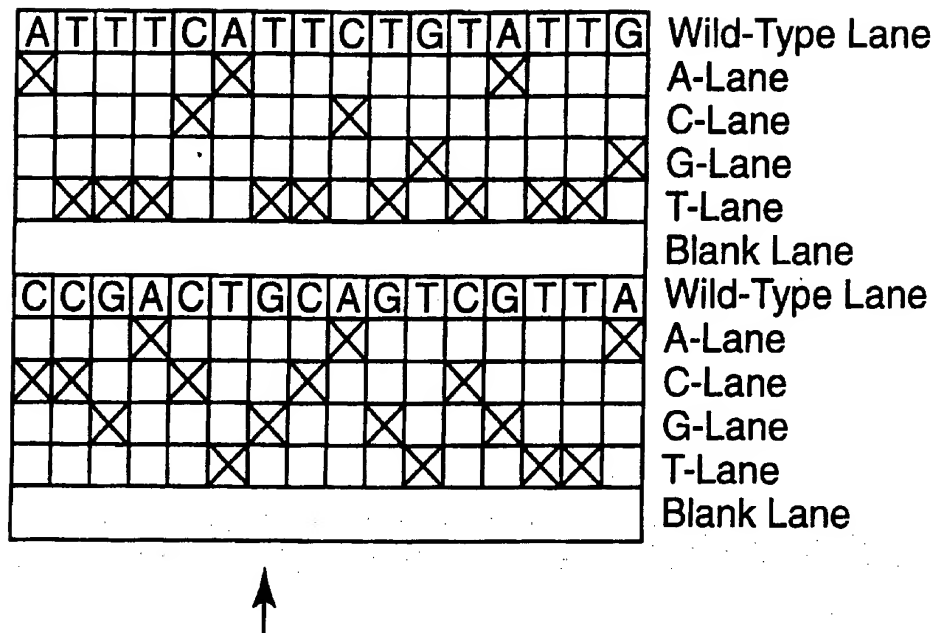 A T T T C A T T C T G T A T T G Wild-Type Lane
A-Lane
C-Lane
G-Lane
T-Lane
Blank Lane
C C G A C T G C A G T C G T T A Wild-Type Lane
A-Lane
C-Lane
G-Lane
T-Lane
Blank Lane